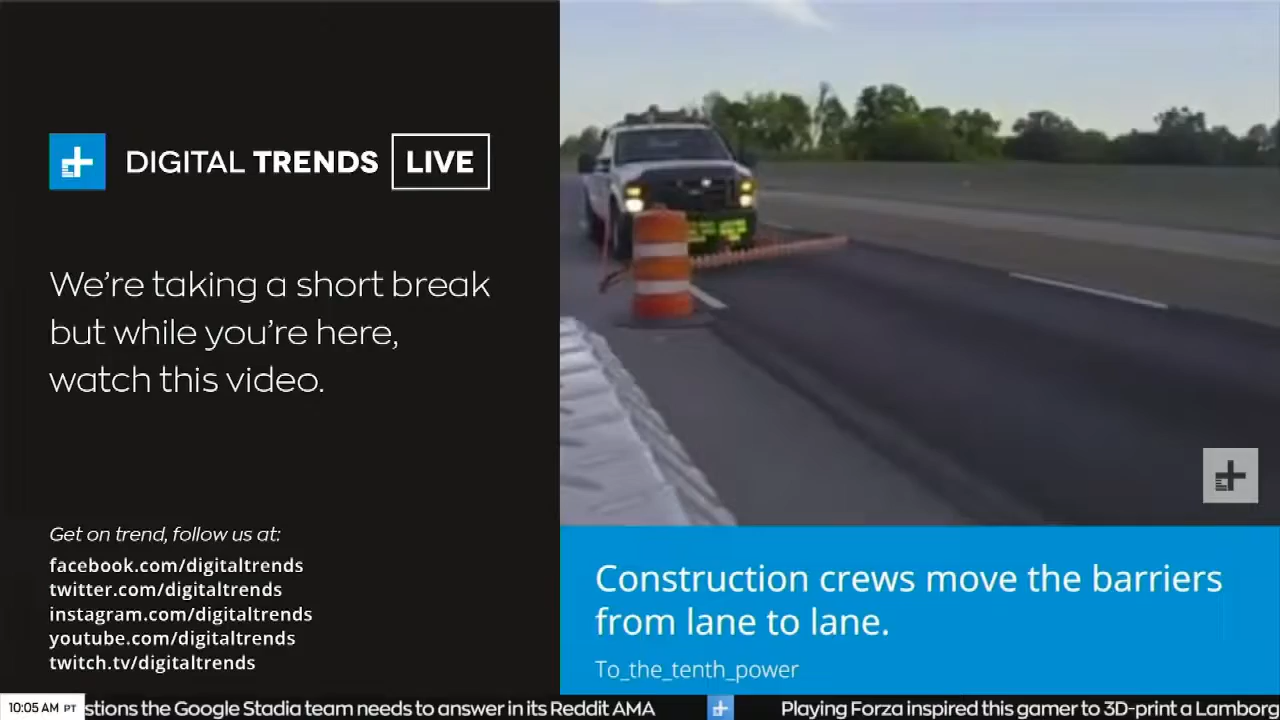 DIGITAL TRENDS LIVE
We're taking a short break
but while you're here,
watch this video.
Get on trend, follow us at:
facebook.com/digitaltrends
twitter.com/digitaltrends
instagram.com/digitaltrends
youtube.com/digitaltrends
twitch.tv/digitaltrends
Construction crews move the barriers
from lane to lane.
To_the_tenth_power
10:05 AM PT
stions the Google Stadia team needs to answer in its Reddit AMA
Playing Forza inspired this gamer to 3D-print a Lamborg